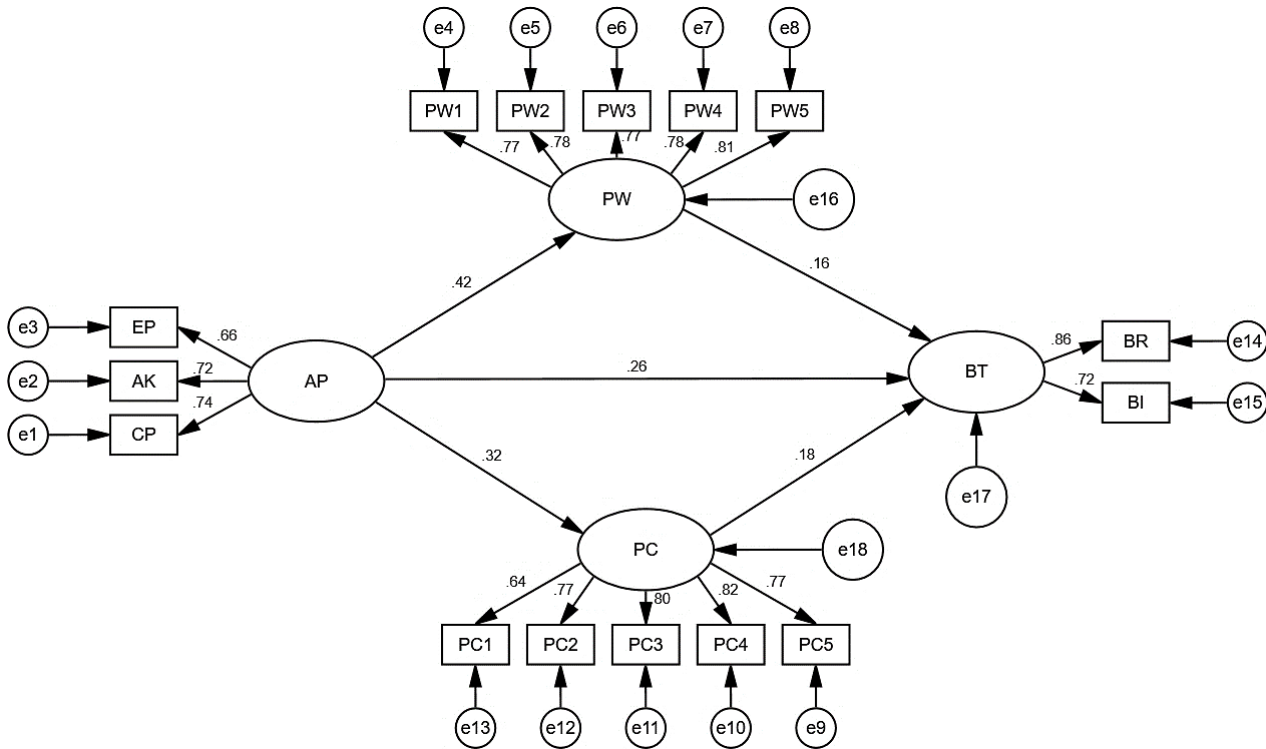 e4 e5 e6 e7 e8
PW1 PW2 PW3 PW4 PW5
.77 .78 .77 .78 .81
PW e16
.42 .16
e3 EP .66
e2 AK .72
e1 CP .74
AP .26 BT
.86 BR e14
.72 BI e15
.32 .18 e17
PC e18
.64 .77 80 .82 .77
PC1 PC2 PC3 PC4 PC5
e13 e12 e11 e10 e9